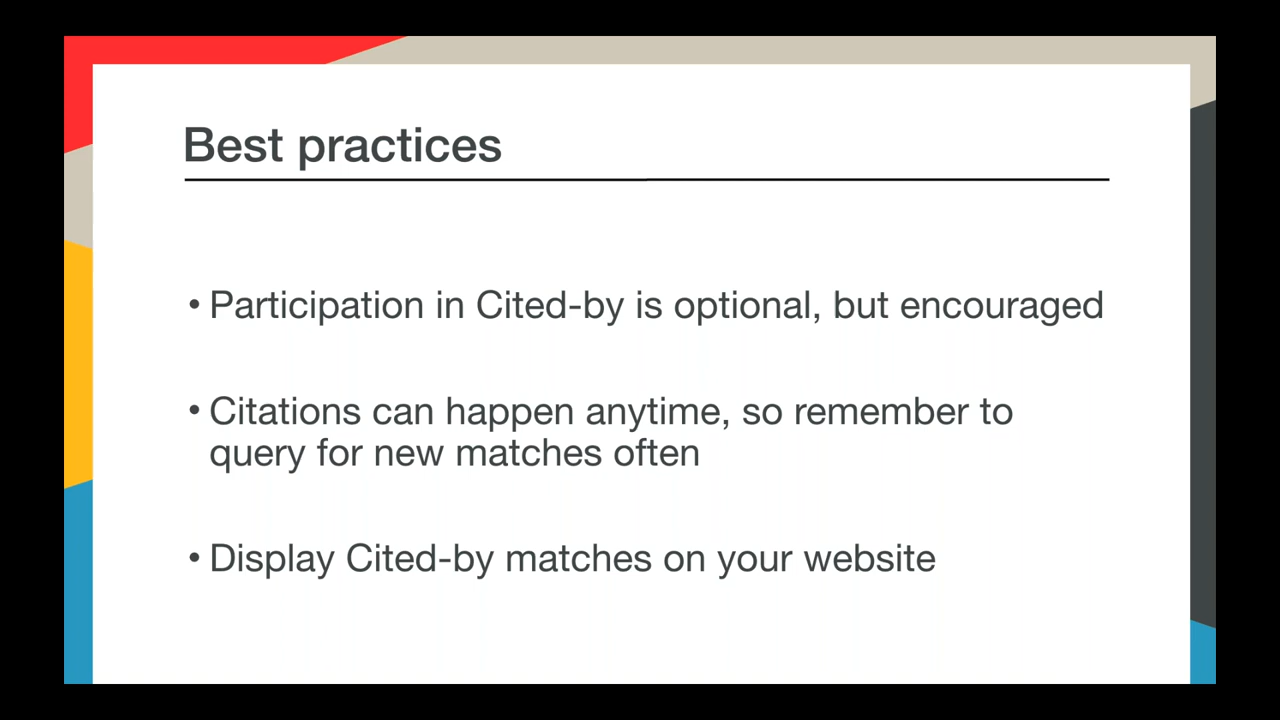 Best practices
• Participation in Cited-by is optional, but encouraged
• Citations can happen anytime, so remember to
query for new matches often
• Display Cited-by matches on your website